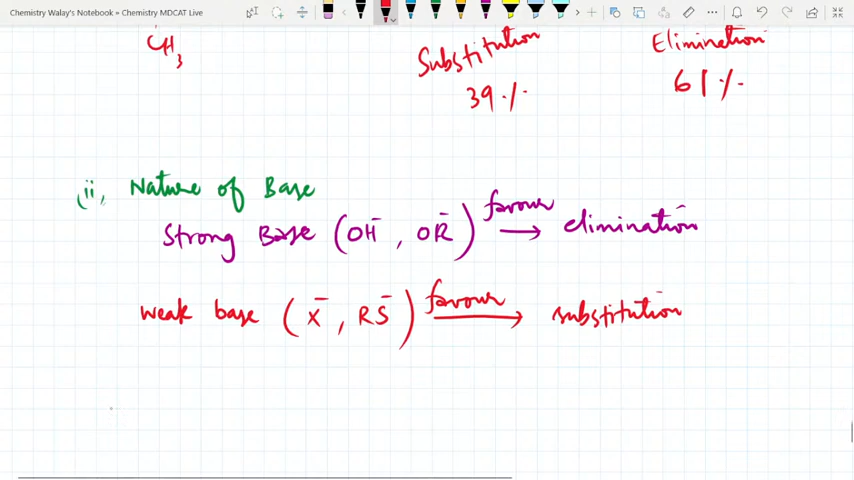 Chemistry Walay's Notebook » Chemistry MDCAT Live
CH3
Substitution
39%
Elimination
61%
(ii, Nature of Base
Strong Base (OH⁻, OR⁻) favour → elimination
Weak base (X⁻, RS⁻) favour → substitution